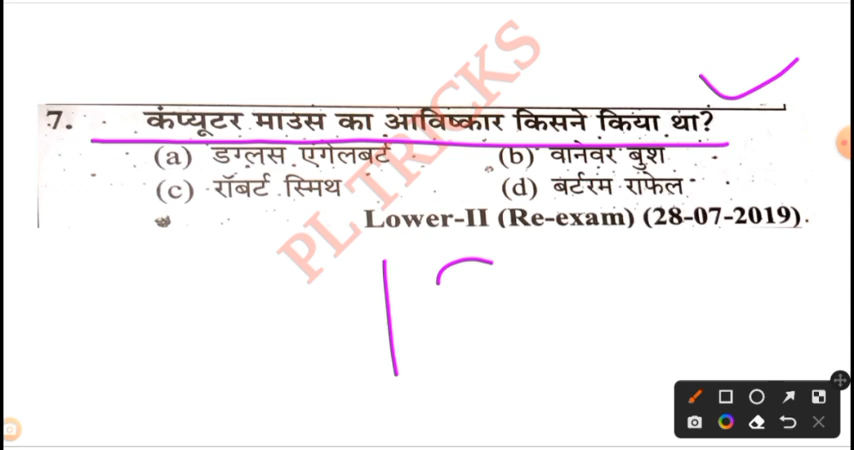 7. कंप्यूटर माउस का आविष्कार किसने किया था?
(a) डग्लस एंगेलबर्ट (b) वानेवर बुश
(c) रॉबर्ट स्मिथ (d) बर्टरम राफेल
Lower-II (Re-exam) (28-07-2019).
PL TRICKS